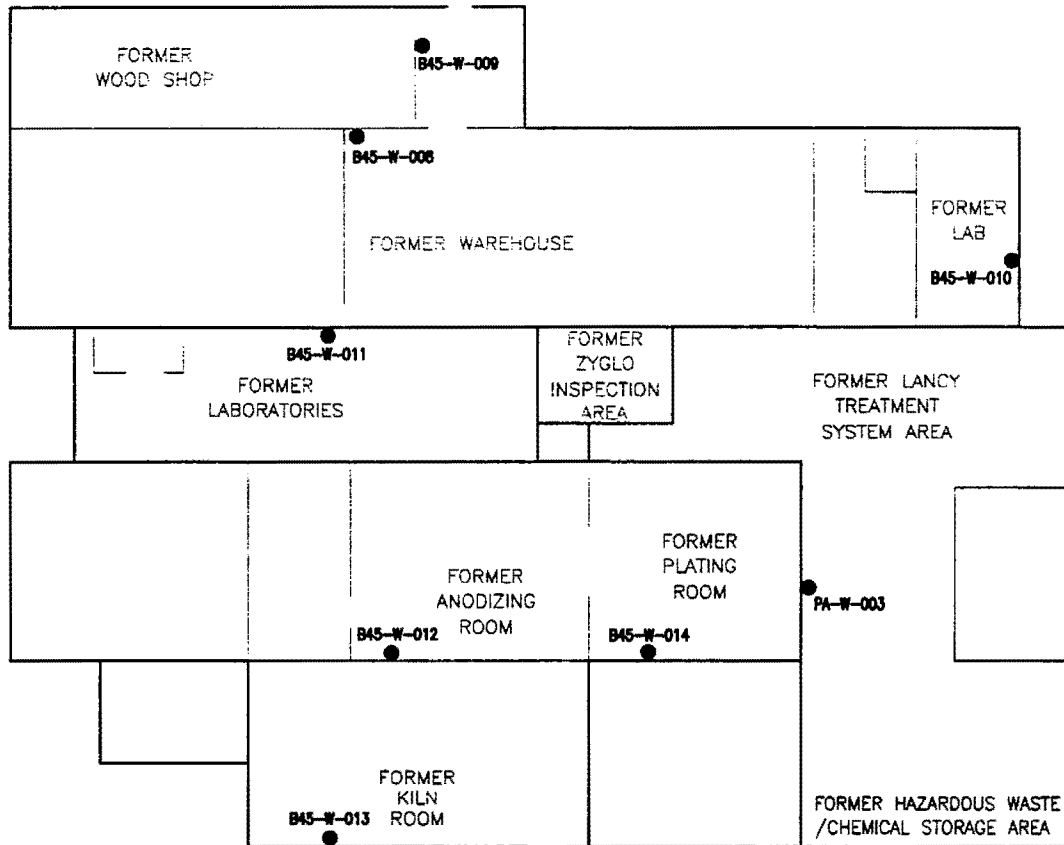 FORMER
WOOD SHOP
B45-W-009
B45-W-008
FORMER WAREHOUSE
FORMER
LAB
B45-W-010
B45-W-011
FORMER
LABORATORIES
FORMER
ZYGLO
INSPECTION
AREA
FORMER LANCY
TREATMENT
SYSTEM AREA
FORMER
ANODIZING
ROOM
FORMER
PLATING
ROOM
PA-W-003
B45-W-012
B45-W-014
FORMER
KILN
ROOM
B45-W-013
FORMER HAZARDOUS WASTE
/CHEMICAL STORAGE AREA